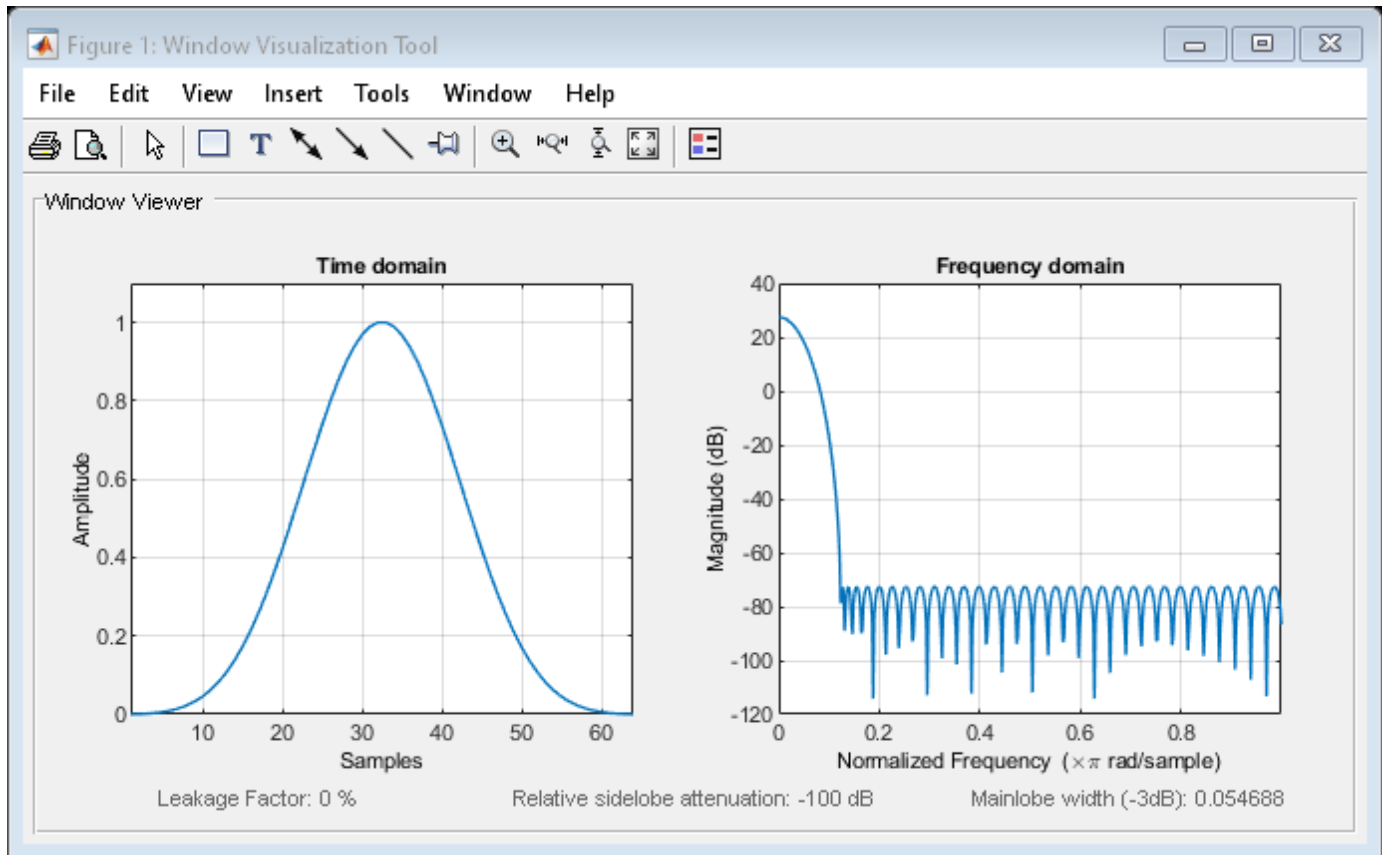 Figure 1: Window Visualization Tool
File Edit View Insert Tools Window Help
T
Window Viewer
Time domain
1
0.8
0.6
0.4
0.2
0
Amplitude
10 20 30 40 50 60
Samples
Frequency domain
40
20
0
-20
-40
-60
-80
-100
-120
Magnitude (dB)
0 0.2 0.4 0.6 0.8
Normalized Frequency (×π rad/sample)
Leakage Factor: 0 % Relative sidelobe attenuation: -100 dB Mainlobe width (-3dB): 0.054688